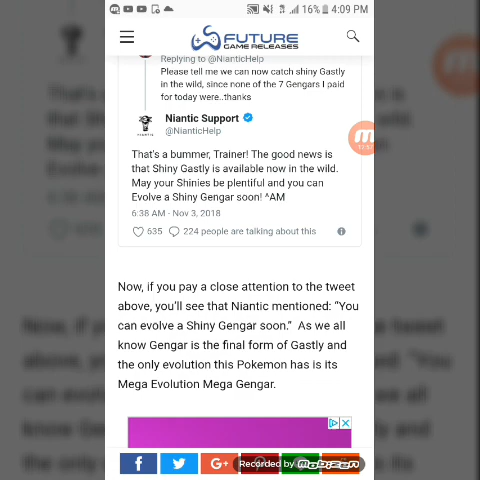 16% 4:09 PM
FUTURE
GAME RELEASES
Replying to @NianticHelp
Please tell me we can now catch shiny Gastly
in the wild, since none of the 7 Gengars I paid
for today were..thanks
Niantic Support
@NianticHelp
NIANTIC
That's a bummer, Trainer! The good news is
that Shiny Gastly is available now in the wild.
May your Shinies be plentiful and you can
Evolve a Shiny Gengar soon! ^AM
6:38 AM - Nov 3, 2018
635 224 people are talking about this
Now, if you pay a close attention to the tweet
above, you'll see that Niantic mentioned: “You
can evolve a Shiny Gengar soon.” As we all
know Gengar is the final form of Gastly and
the only evolution this Pokemon has is its
Mega Evolution Mega Gengar.
f G+ Recorded by mobizen